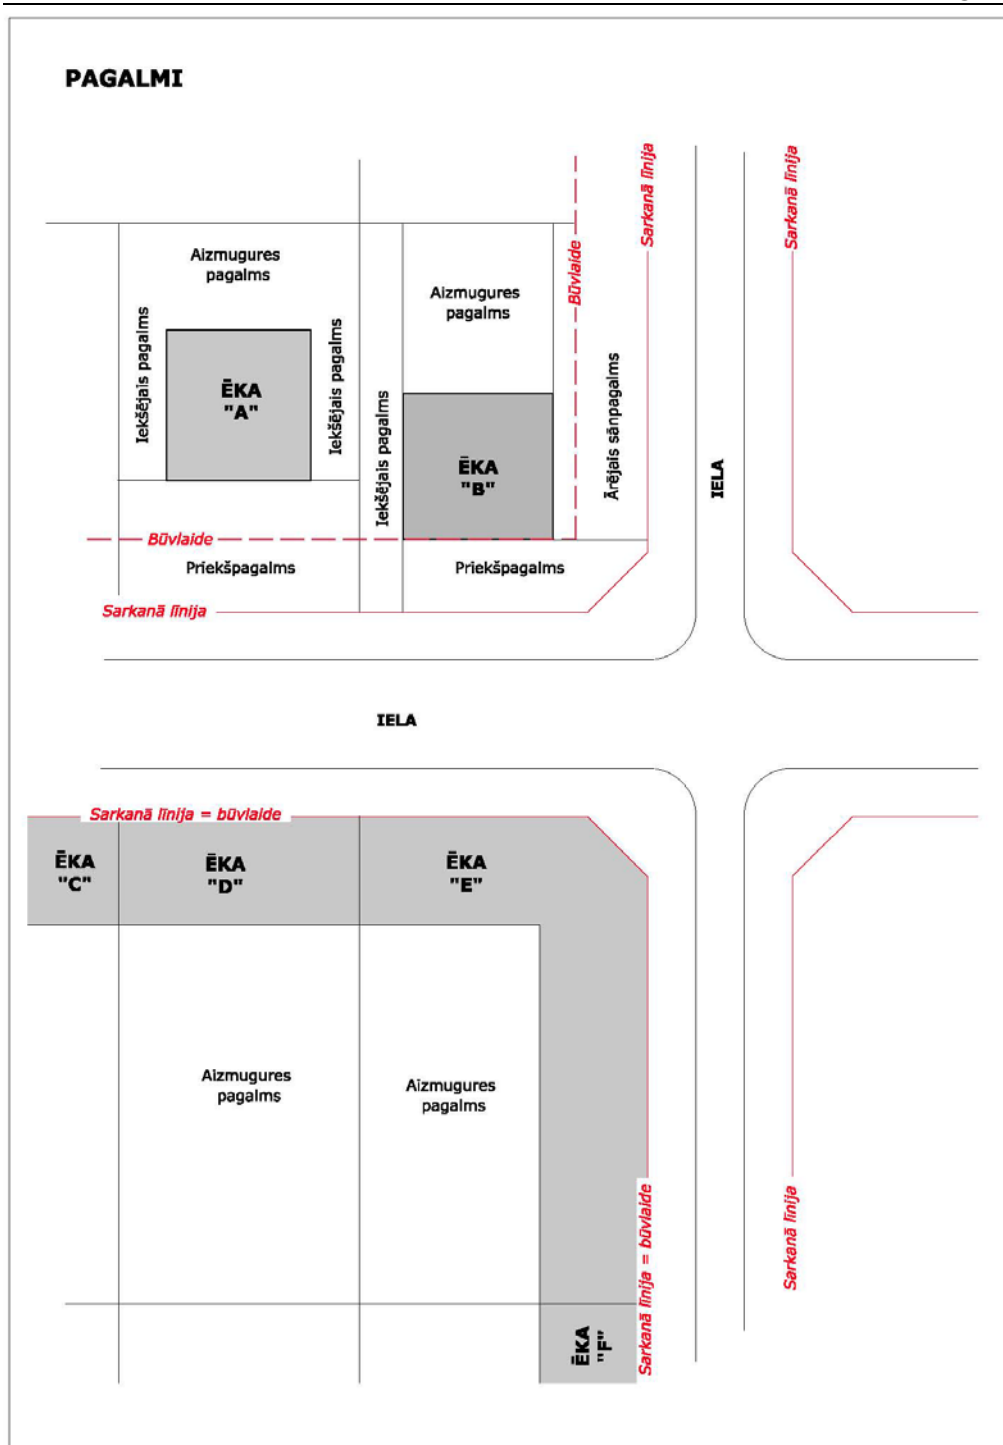 PAGALMI
Sarkanā līnija
Sarkanā līnija
Būvlaide
Aizmugures
pagalms
Aizmugures
pagalms
Iekšējais pagalms
Iekšējais pagalms
Iekšējais pagalms
Ārējais sānpagalms
ĒKA
"A"
ĒKA
"B"
IELA
Būvlaide
Priekšpagalms
Priekšpagalms
Sarkanā līnija
IELA
Sarkanā līnija = būvlaide
ĒKA
"C"
ĒKA
"D"
ĒKA
"E"
Aizmugures
pagalms
Aizmugures
pagalms
Sarkanā līnija = būvlaide
Sarkanā līnija
ĒKA
"F"